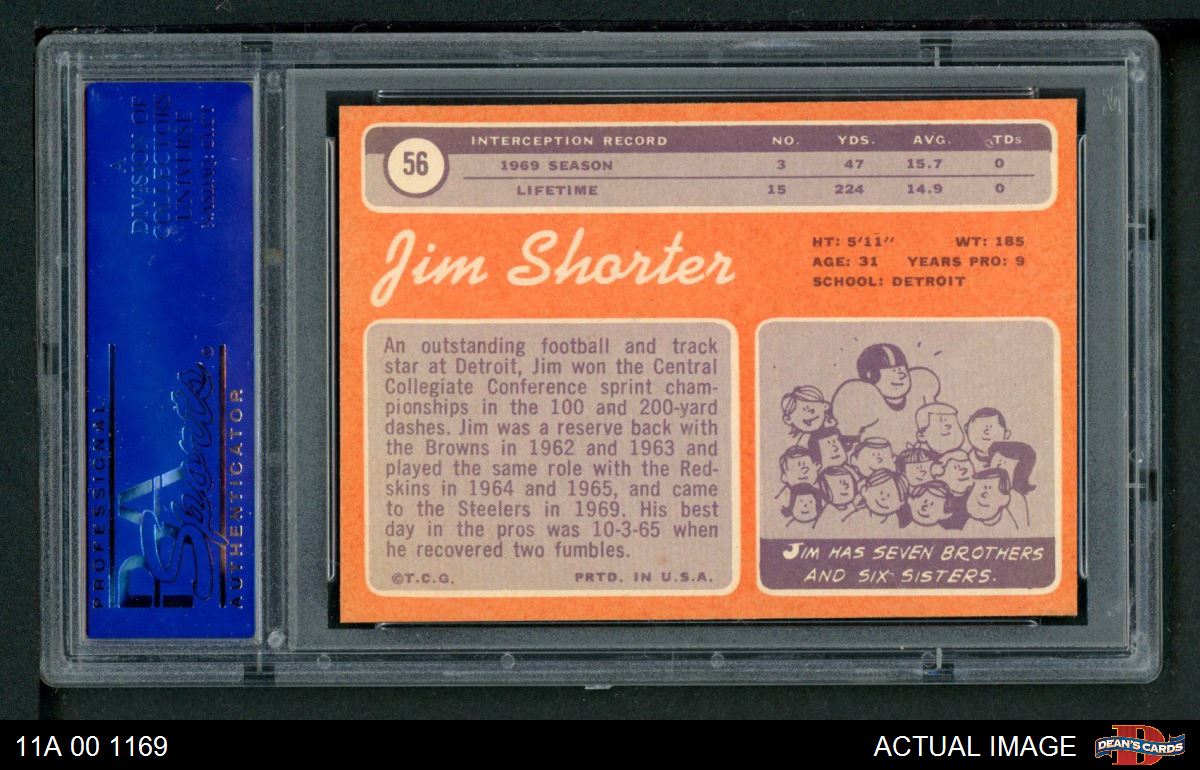 A
DIVISION OF
COLLECTORS
UNIVERSE
NASDAQ: CLCT
PROFESSIONAL
PSA
Sports
AUTHENTICATOR
56
INTERCEPTION RECORD NO. YDS. AVG. TDs
1969 SEASON 3 47 15.7 0
LIFETIME 15 224 14.9 0
Jim Shorter
HT: 5'11" WT: 185
AGE: 31 YEARS PRO: 9
SCHOOL: DETROIT
An outstanding football and track
star at Detroit, Jim won the Central
Collegiate Conference sprint cham-
pionships in the 100 and 200-yard
dashes. Jim was a reserve back with
the Browns in 1962 and 1963 and
played the same role with the Red-
skins in 1964 and 1965, and came
to the Steelers in 1969. His best
day in the pros was 10-3-65 when
he recovered two fumbles.
©T.C.G. PRTD. IN U.S.A.
JIM HAS SEVEN BROTHERS
AND SIX SISTERS.
11A 00 1169
ACTUAL IMAGE
D
DEAN'S CARDS